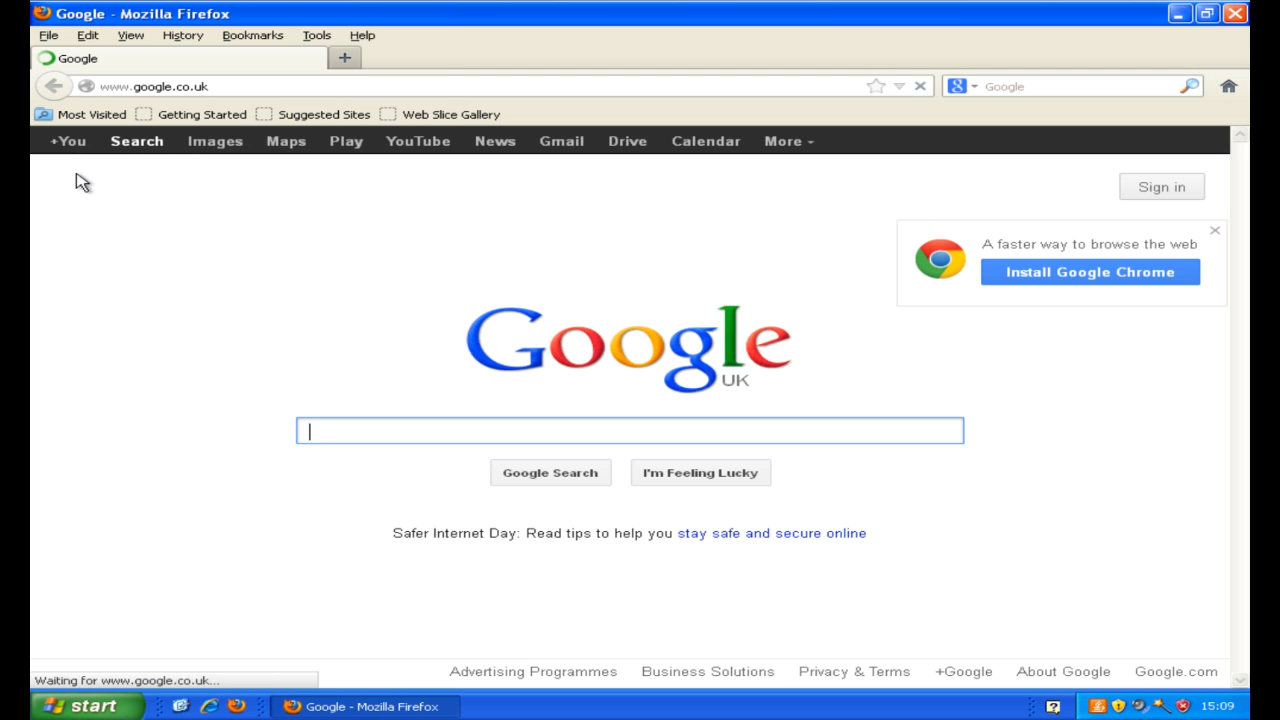 Google - Mozilla Firefox
File Edit View History Bookmarks Tools Help
Google
www.google.co.uk
Google
Most Visited Getting Started Suggested Sites Web Slice Gallery
+You Search Images Maps Play YouTube News Gmail Drive Calendar More
Sign in
A faster way to browse the web
Install Google Chrome
Google
UK
Google Search I'm Feeling Lucky
Safer Internet Day: Read tips to help you stay safe and secure online
Advertising Programmes Business Solutions Privacy & Terms +Google About Google Google.com
Waiting for www.google.co.uk...
start Google - Mozilla Firefox 15:09